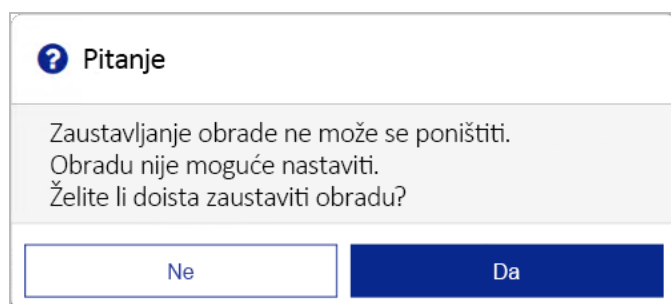 Pitanje
Zaustavljanje obrade ne može se poništiti.
Obradu nije moguće nastaviti.
Želite li doista zaustaviti obradu?
Ne
Da